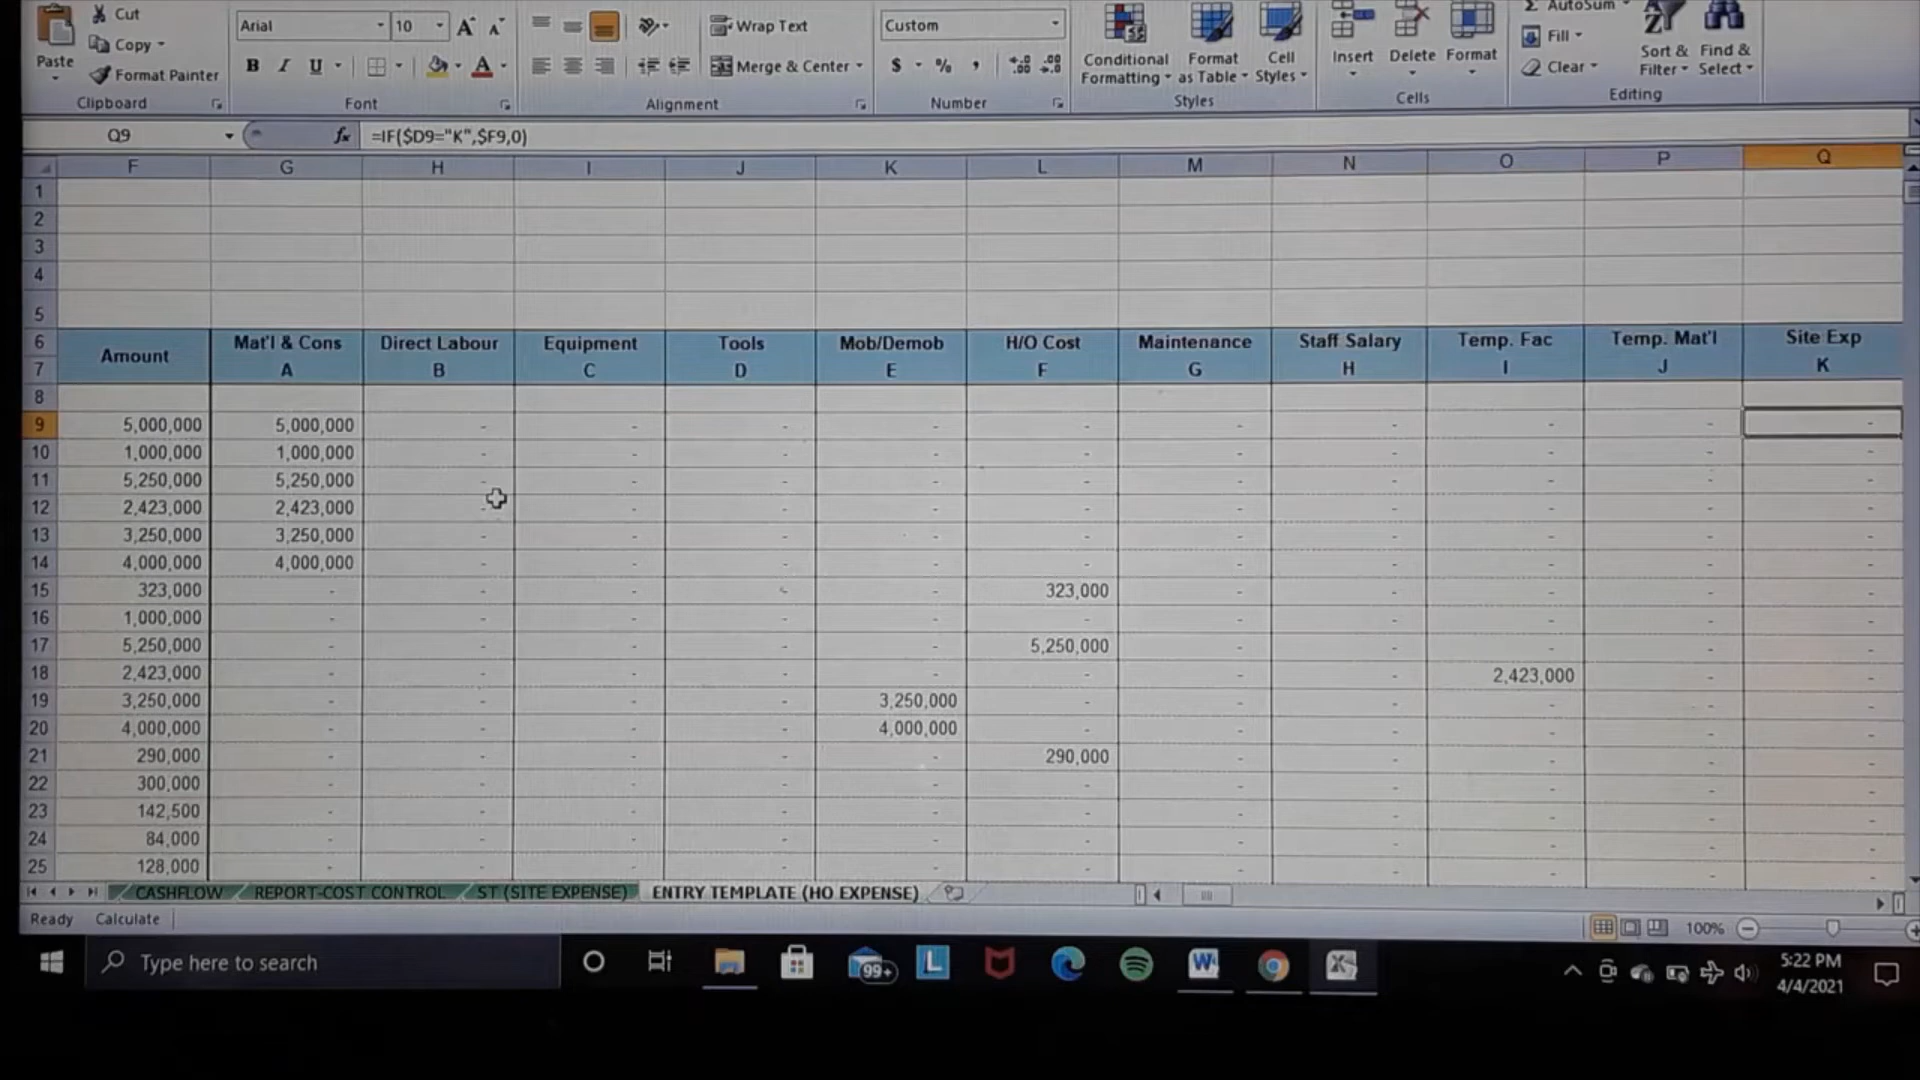 Cut
Copy
Format Painter
Paste
Clipboard
Arial
10
B I U
Font
Wrap Text
Merge & Center
Alignment
Custom
$ % ,
Number
Conditional Formatting
Format as Table
Cell Styles
Styles
Insert
Delete
Format
Cells
Σ AutoSum
Fill
Clear
Sort & Filter
Find & Select
Editing
Q9 fx =IF($D9="K",$F9,0)
F G H I J K L M N O P Q
1
2
3
4
5
6 Amount Mat'l & Cons Direct Labour Equipment Tools Mob/Demob H/O Cost Maintenance Staff Salary Temp. Fac Temp. Mat'l Site Exp
7 A B C D E F G H I J K
8
9 5,000,000 5,000,000 - - - - - - - - - -
10 1,000,000 1,000,000 - - - - - - - - - -
11 5,250,000 5,250,000 - - - - - - - - - -
12 2,423,000 2,423,000 - - - - - - - - - -
13 3,250,000 3,250,000 - - - - - - - - - -
14 4,000,000 4,000,000 - - - - - - - - - -
15 323,000 - - - - - 323,000 - - - - -
16 1,000,000 - - - - - - - - - - -
17 5,250,000 - - - - - 5,250,000 - - - - -
18 2,423,000 - - - - - - - - 2,423,000 - -
19 3,250,000 - - - - 3,250,000 - - - - - -
20 4,000,000 - - - - 4,000,000 - - - - - -
21 290,000 - - - - - 290,000 - - - - -
22 300,000 - - - - - - - - - - -
23 142,500 - - - - - - - - - - -
24 84,000 - - - - - - - - - - -
25 128,000 - - - - - - - - - - -
CASHFLOW REPORT-COST CONTROL ST (SITE EXPENSE) ENTRY TEMPLATE (HO EXPENSE)
Ready Calculate 100%
Type here to search
99+
L
W
X
5:22 PM
4/4/2021